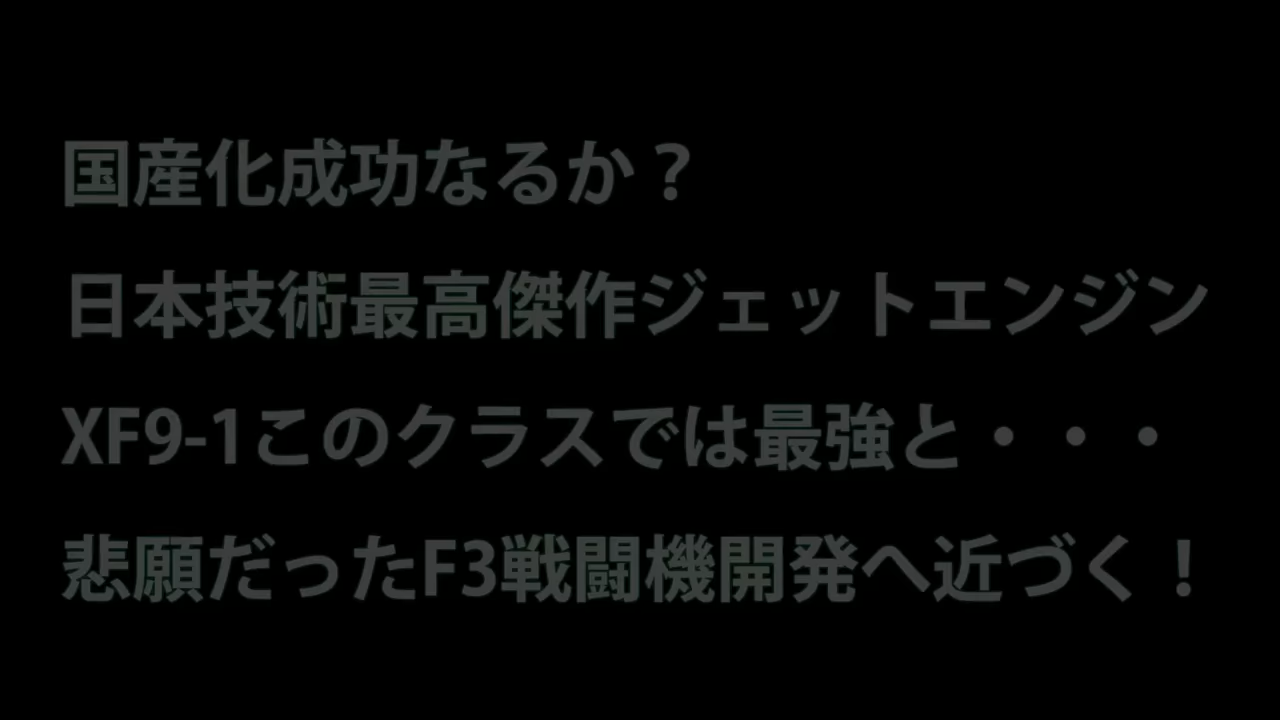 国産化成功なるか？
日本技術最高傑作ジェットエンジン
XF9-1このクラスでは最強と・・・
悲願だったF3戦闘機開発へ近づく！